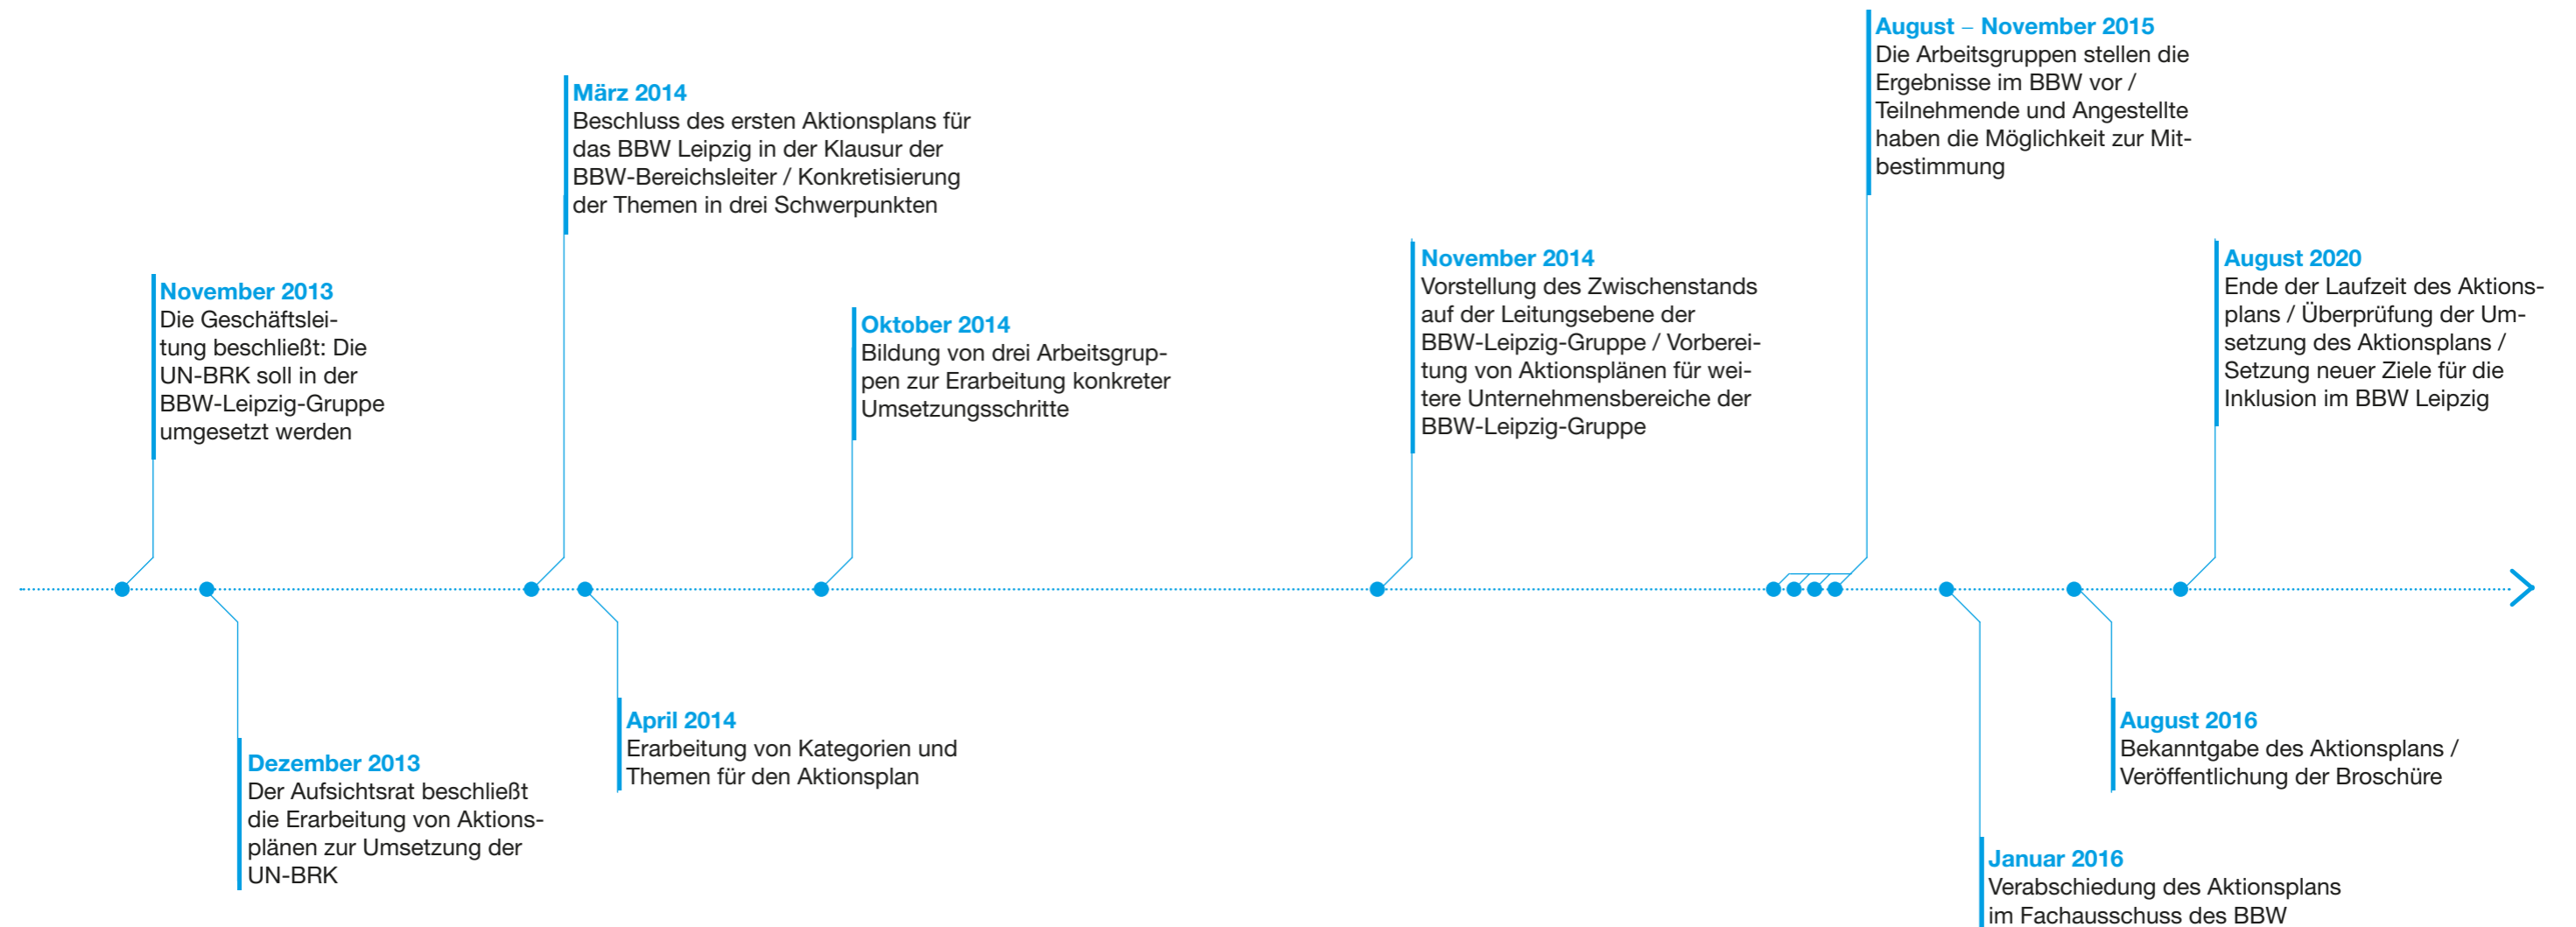 November 2013
Die Geschäftslei-
tung beschließt: Die
UN-BRK soll in der
BBW-Leipzig-Gruppe
umgesetzt werden
Dezember 2013
Der Aufsichtsrat beschließt
die Erarbeitung von Aktions-
plänen zur Umsetzung der
UN-BRK
März 2014
Beschluss des ersten Aktionsplans für
das BBW Leipzig in der Klausur der
BBW-Bereichsleiter / Konkretisierung
der Themen in drei Schwerpunkten
April 2014
Erarbeitung von Kategorien und
Themen für den Aktionsplan
Oktober 2014
Bildung von drei Arbeitsgrup-
pen zur Erarbeitung konkreter
Umsetzungsschritte
November 2014
Vorstellung des Zwischenstands
auf der Leitungsebene der
BBW-Leipzig-Gruppe / Vorberei-
tung von Aktionsplänen für wei-
tere Unternehmensbereiche der
BBW-Leipzig-Gruppe
August – November 2015
Die Arbeitsgruppen stellen die
Ergebnisse im BBW vor /
Teilnehmende und Angestellte
haben die Möglichkeit zur Mit-
bestimmung
Januar 2016
Verabschiedung des Aktionsplans
im Fachausschuss des BBW
August 2016
Bekanntgabe des Aktionsplans /
Veröffentlichung der Broschüre
August 2020
Ende der Laufzeit des Aktions-
plans / Überprüfung der Um-
setzung des Aktionsplans /
Setzung neuer Ziele für die
Inklusion im BBW Leipzig